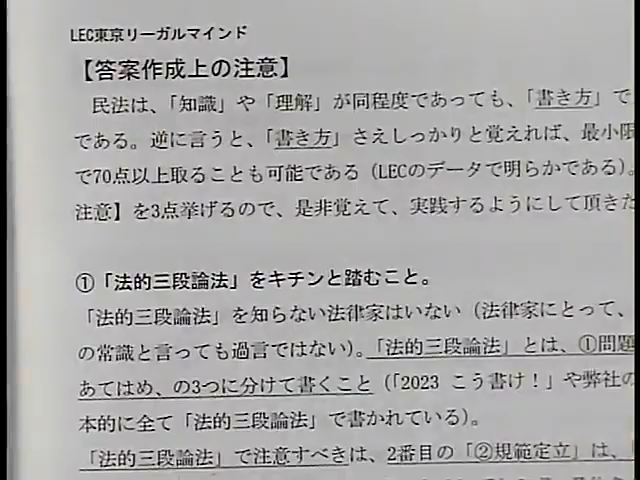 LEC東京リーガルマインド
【答案作成上の注意】
民法は、「知識」や「理解」が同程度であっても、「書き方」で
である。逆に言うと、「書き方」さえしっかりと覚えれば、最小限
で70点以上取ることも可能である（LECのデータで明らかである）。
注意】を3点挙げるので、是非覚えて、実践するようにして頂きた
①「法的三段論法」をキチンと踏むこと。
「法的三段論法」を知らない法律家はいない（法律家にとって、
の常識と言っても過言ではない）。「法的三段論法」とは、①問題
あてはめ、の3つに分けて書くこと（「2023 こう書け！」や弊社の
本的に全て「法的三段論法」で書かれている）。
「法的三段論法」で注意すべきは、2番目の「②規範定立」は、